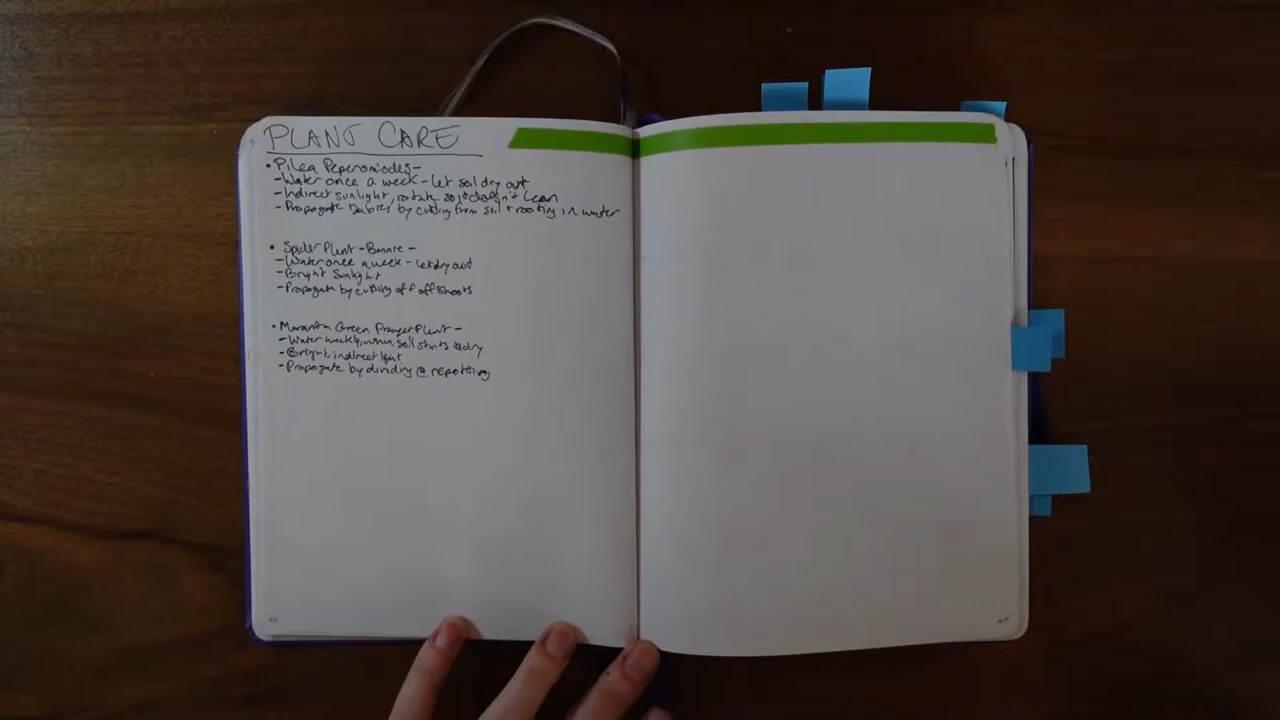 PLANT CARE
• Pilea Peperomiodes -
- Water once a week - let soil dry out
- Indirect sunlight, rotate so it doesn't lean
- Propogate babies by cutting from soil + rooting in water
• Spider Plant - Bonnie -
- Water once a week - let dry out
- Bright Sunlight
- Propogate by cutting off offshoots
• Maranta Green Prayer Plant -
- Water weekly, when soil starts to dry
- Bright, indirect light
- Propogate by dividing @ repotting